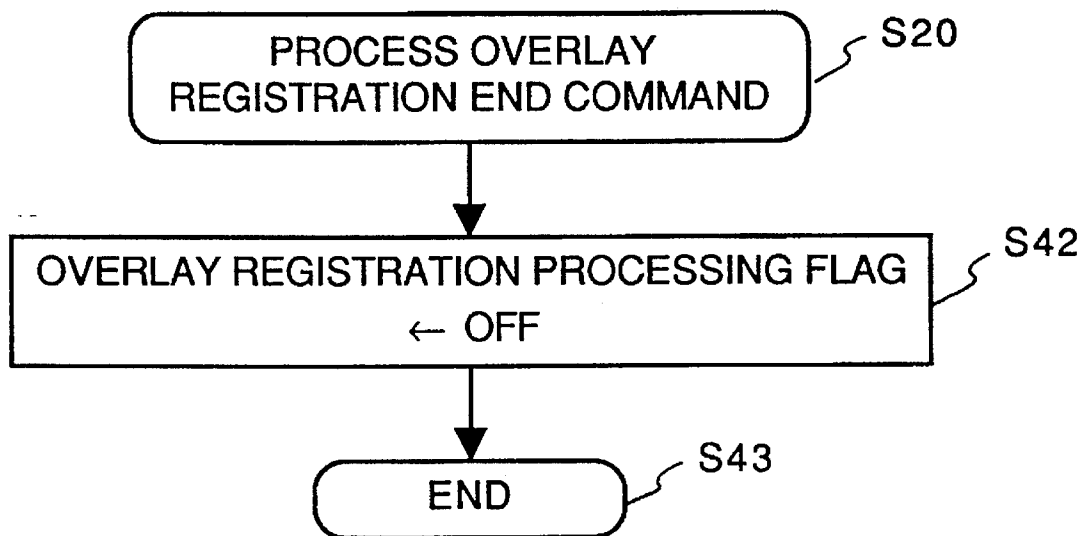 PROCESS OVERLAY
REGISTRATION END COMMAND
S20
OVERLAY REGISTRATION PROCESSING FLAG
← OFF
S42
END
S43